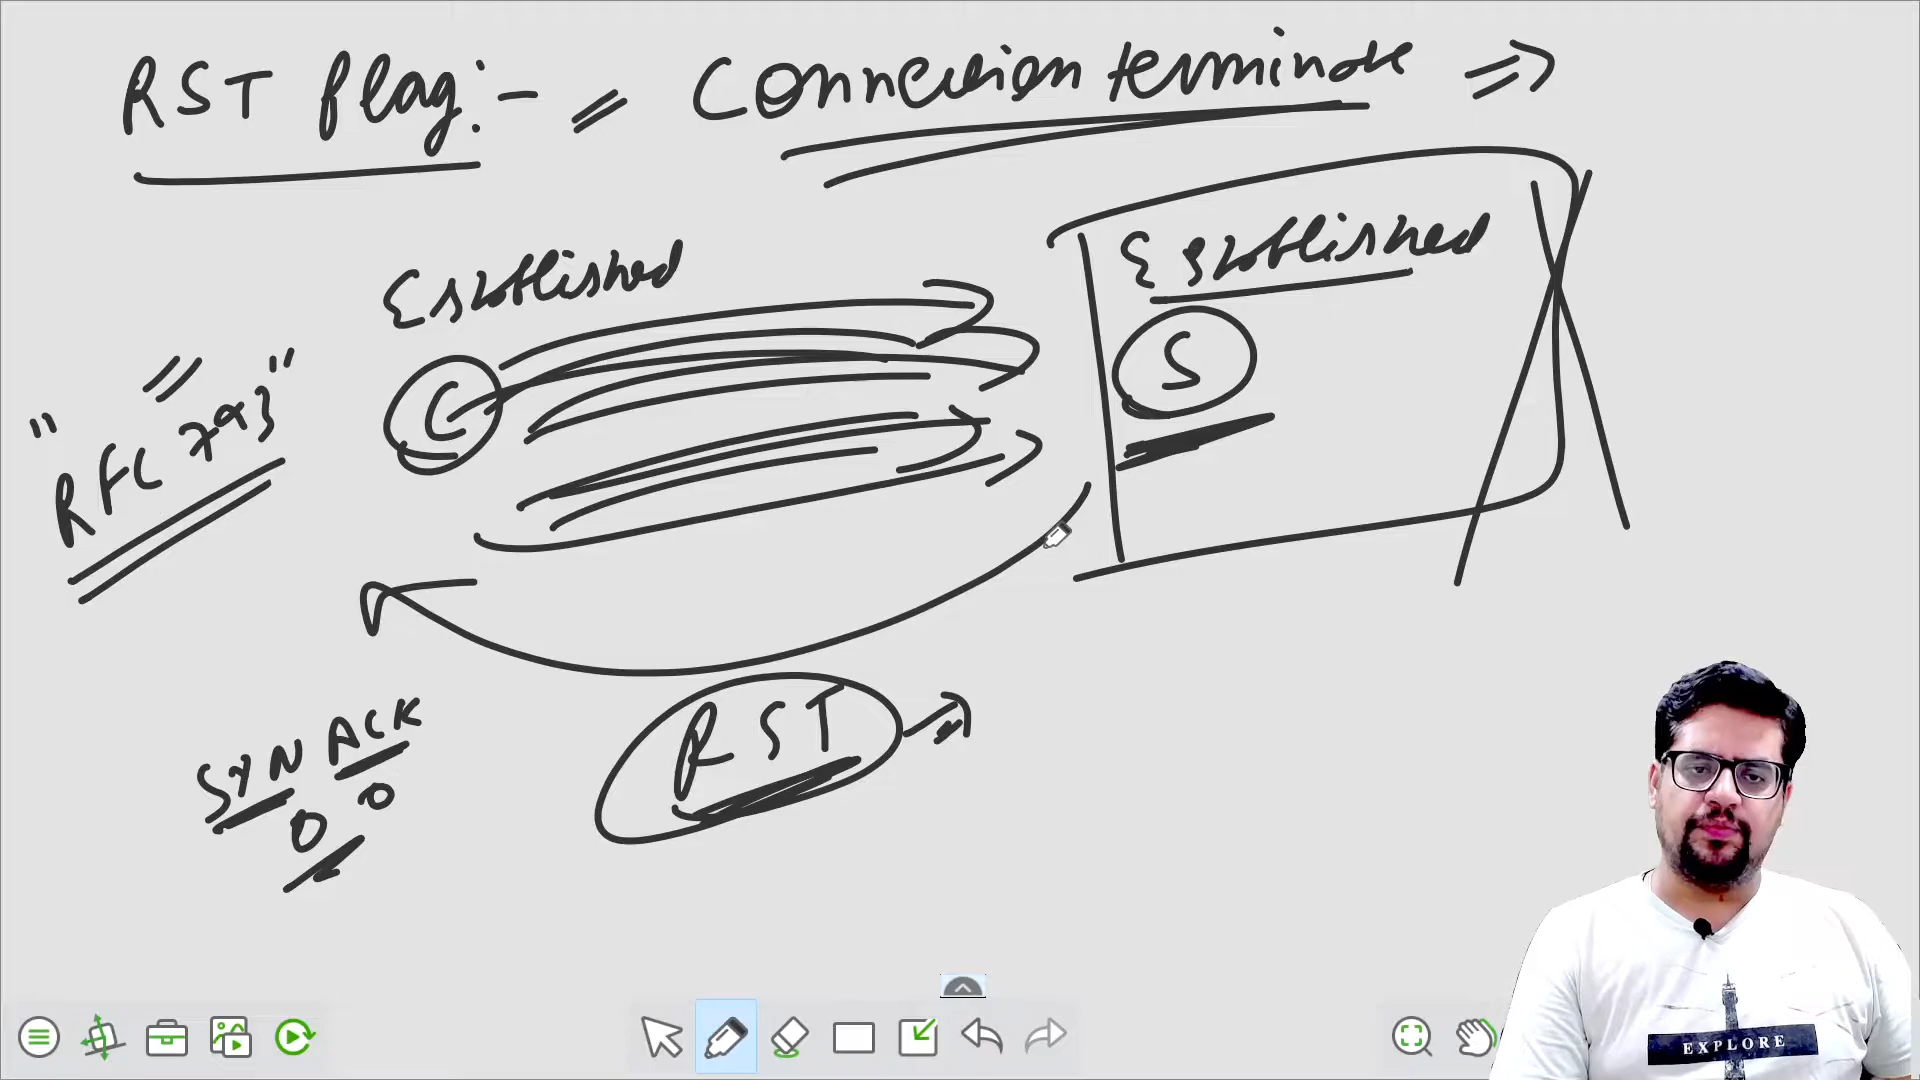 RST flag:- = Connection terminate ⇒
Established
Established
C
S
"RFC 793"
SYN ACK
0 0
RST
EXPLORE